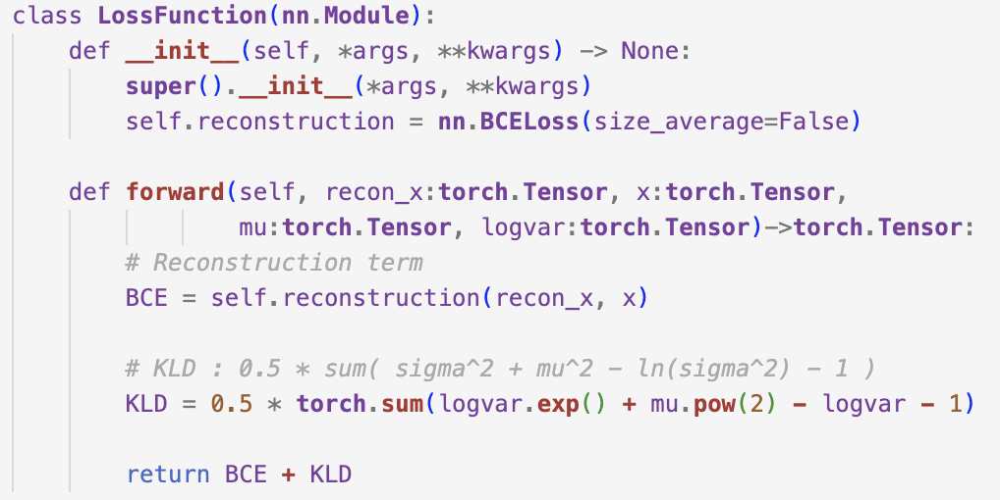 class LossFunction(nn.Module):
    def __init__(self, *args, **kwargs) -> None:
        super().__init__(*args, **kwargs)
        self.reconstruction = nn.BCELoss(size_average=False)

    def forward(self, recon_x:torch.Tensor, x:torch.Tensor,
                mu:torch.Tensor, logvar:torch.Tensor)->torch.Tensor:
        # Reconstruction term
        BCE = self.reconstruction(recon_x, x)

        # KLD : 0.5 * sum( sigma^2 + mu^2 - ln(sigma^2) - 1 )
        KLD = 0.5 * torch.sum(logvar.exp() + mu.pow(2) - logvar - 1)

        return BCE + KLD